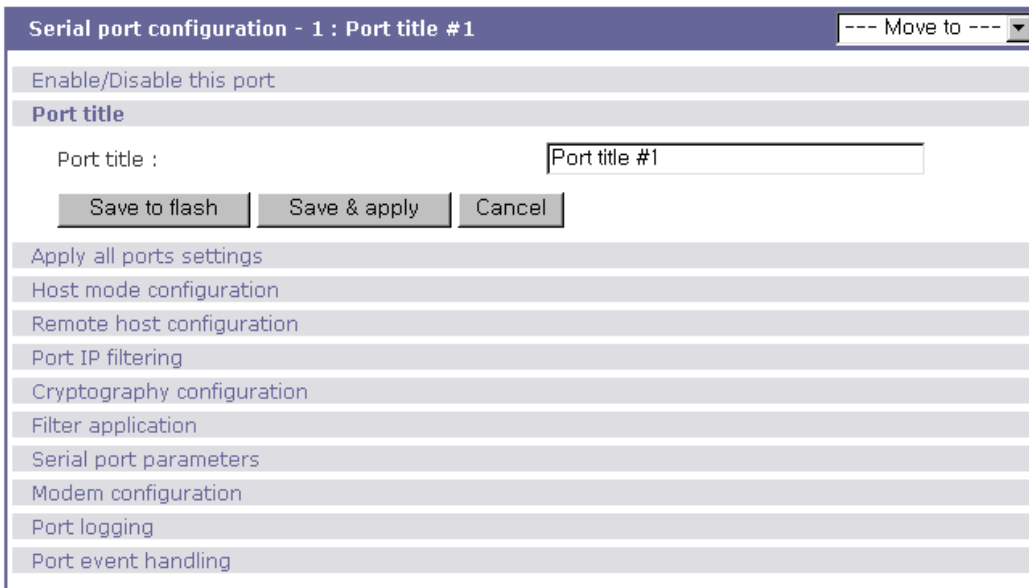 Serial port configuration - 1 : Port title #1 --- Move to ---
Enable/Disable this port
Port title
Port title : Port title #1
Save to flash Save & apply Cancel
Apply all ports settings
Host mode configuration
Remote host configuration
Port IP filtering
Cryptography configuration
Filter application
Serial port parameters
Modem configuration
Port logging
Port event handling